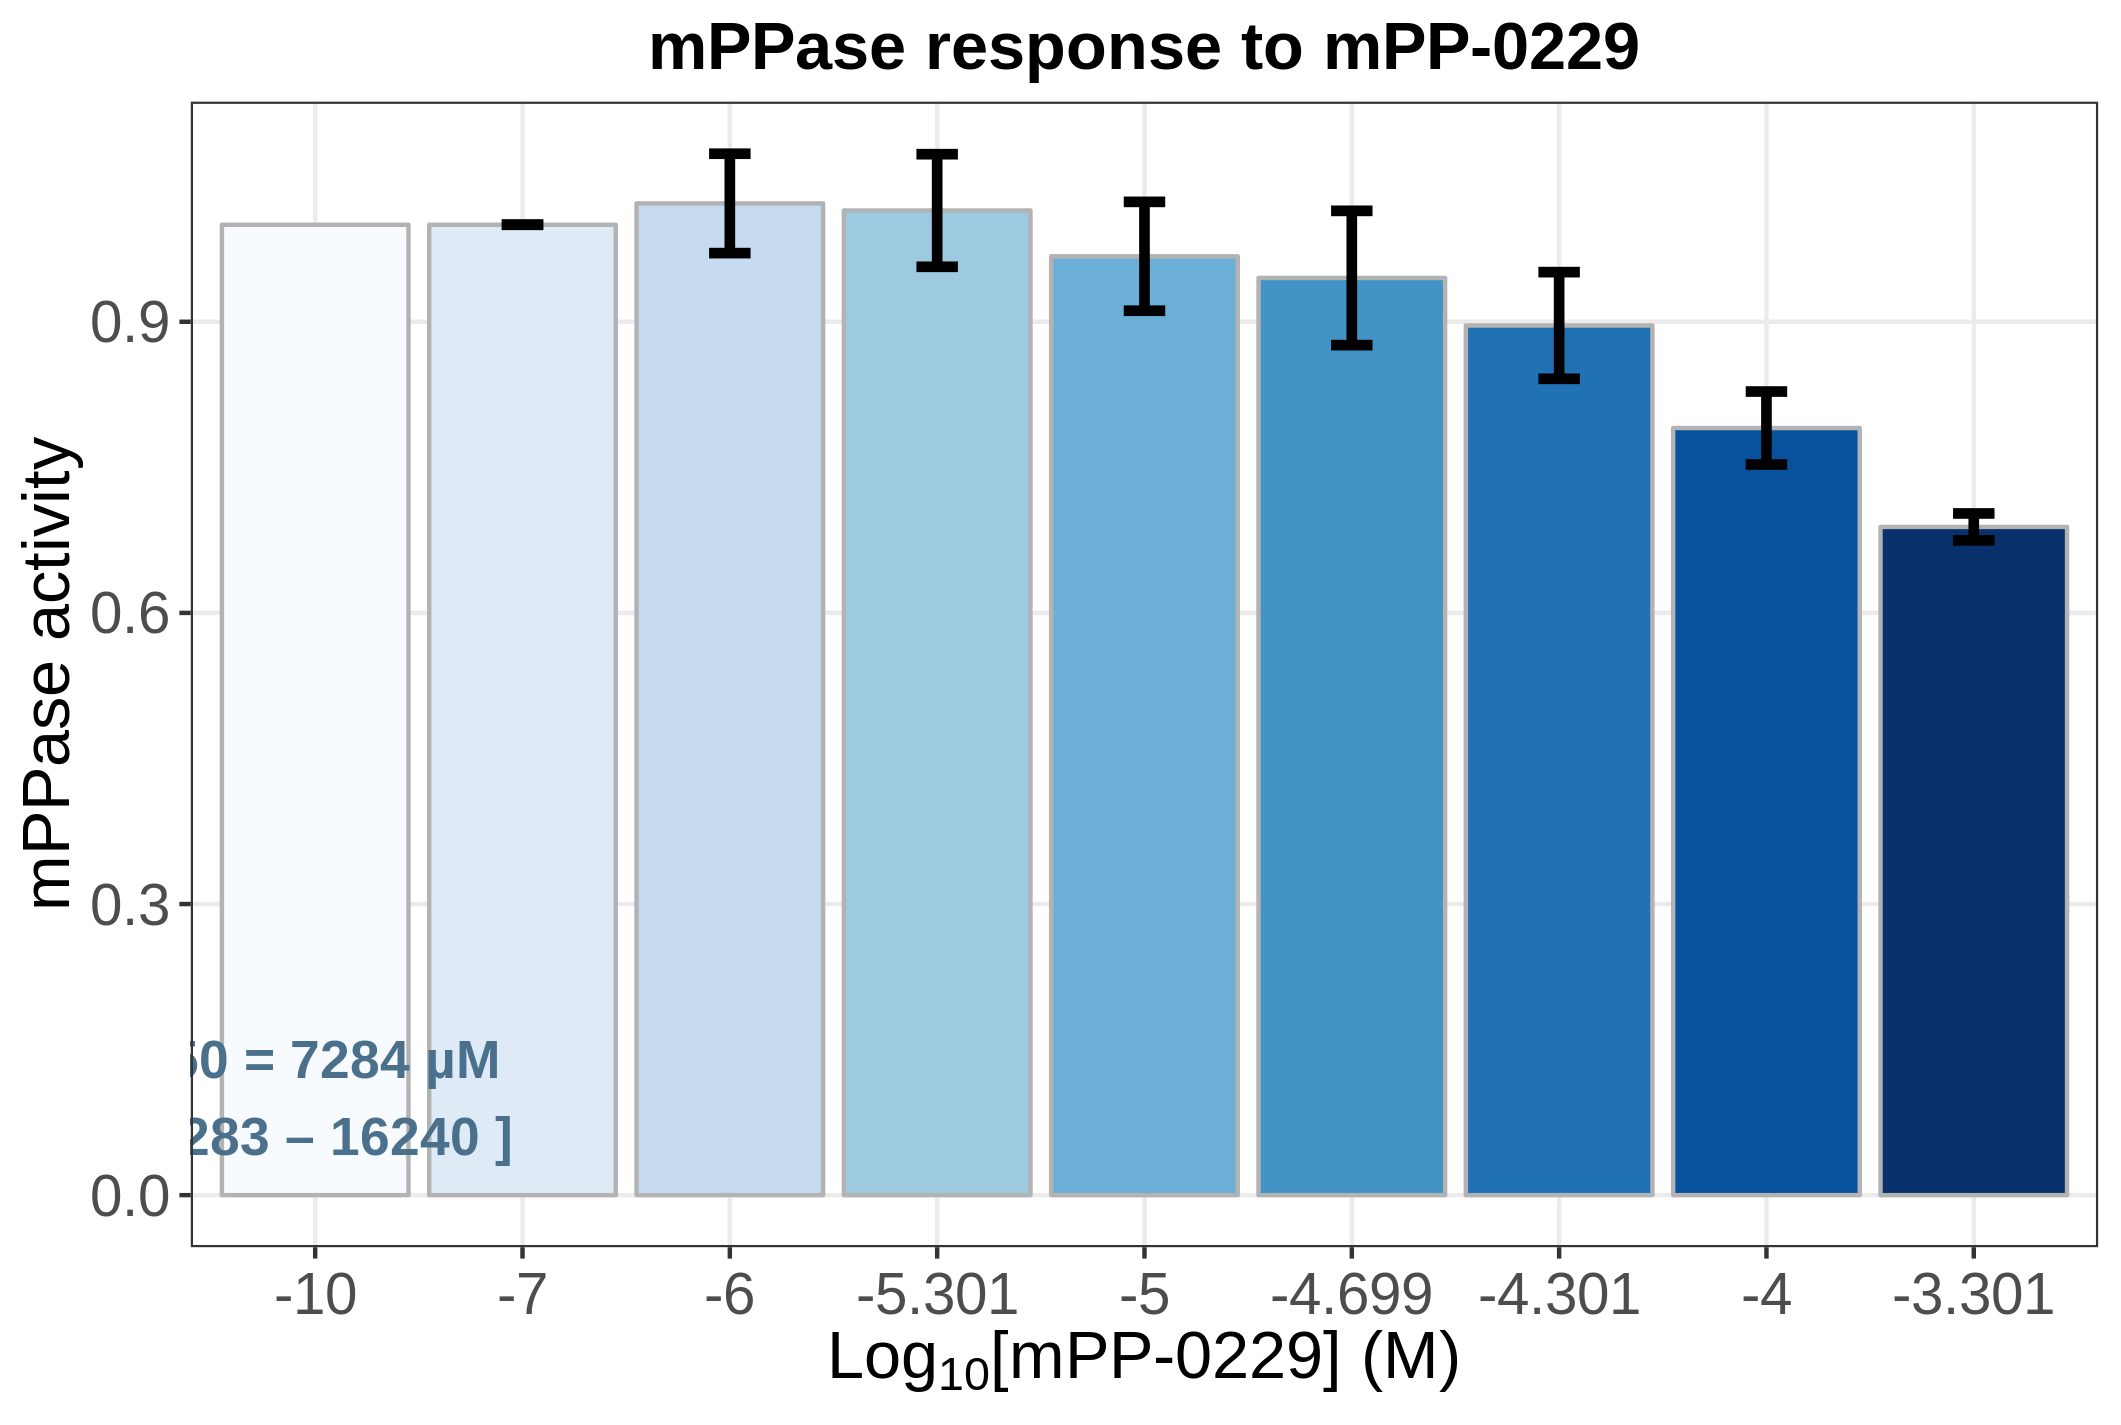 mPPase response to mPP-0229
mPPase activity
0.9
0.6
0.3
0.0
50 = 7284 µM
283 – 16240 ]
-10 -7 -6 -5.301 -5 -4.699 -4.301 -4 -3.301
Log₁₀[mPP-0229] (M)